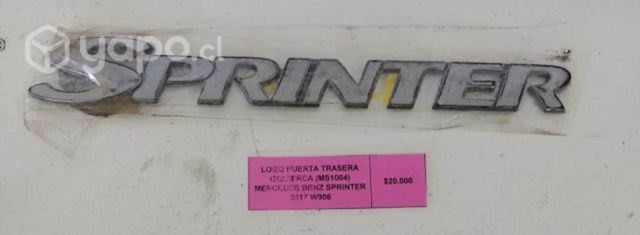 yapo.cl
SPRINTER
LOGO PUERTA TRASERA
IZQUIERDA (MS1004)
MERCEDES BENZ SPRINTER
2017 W906
$20.000